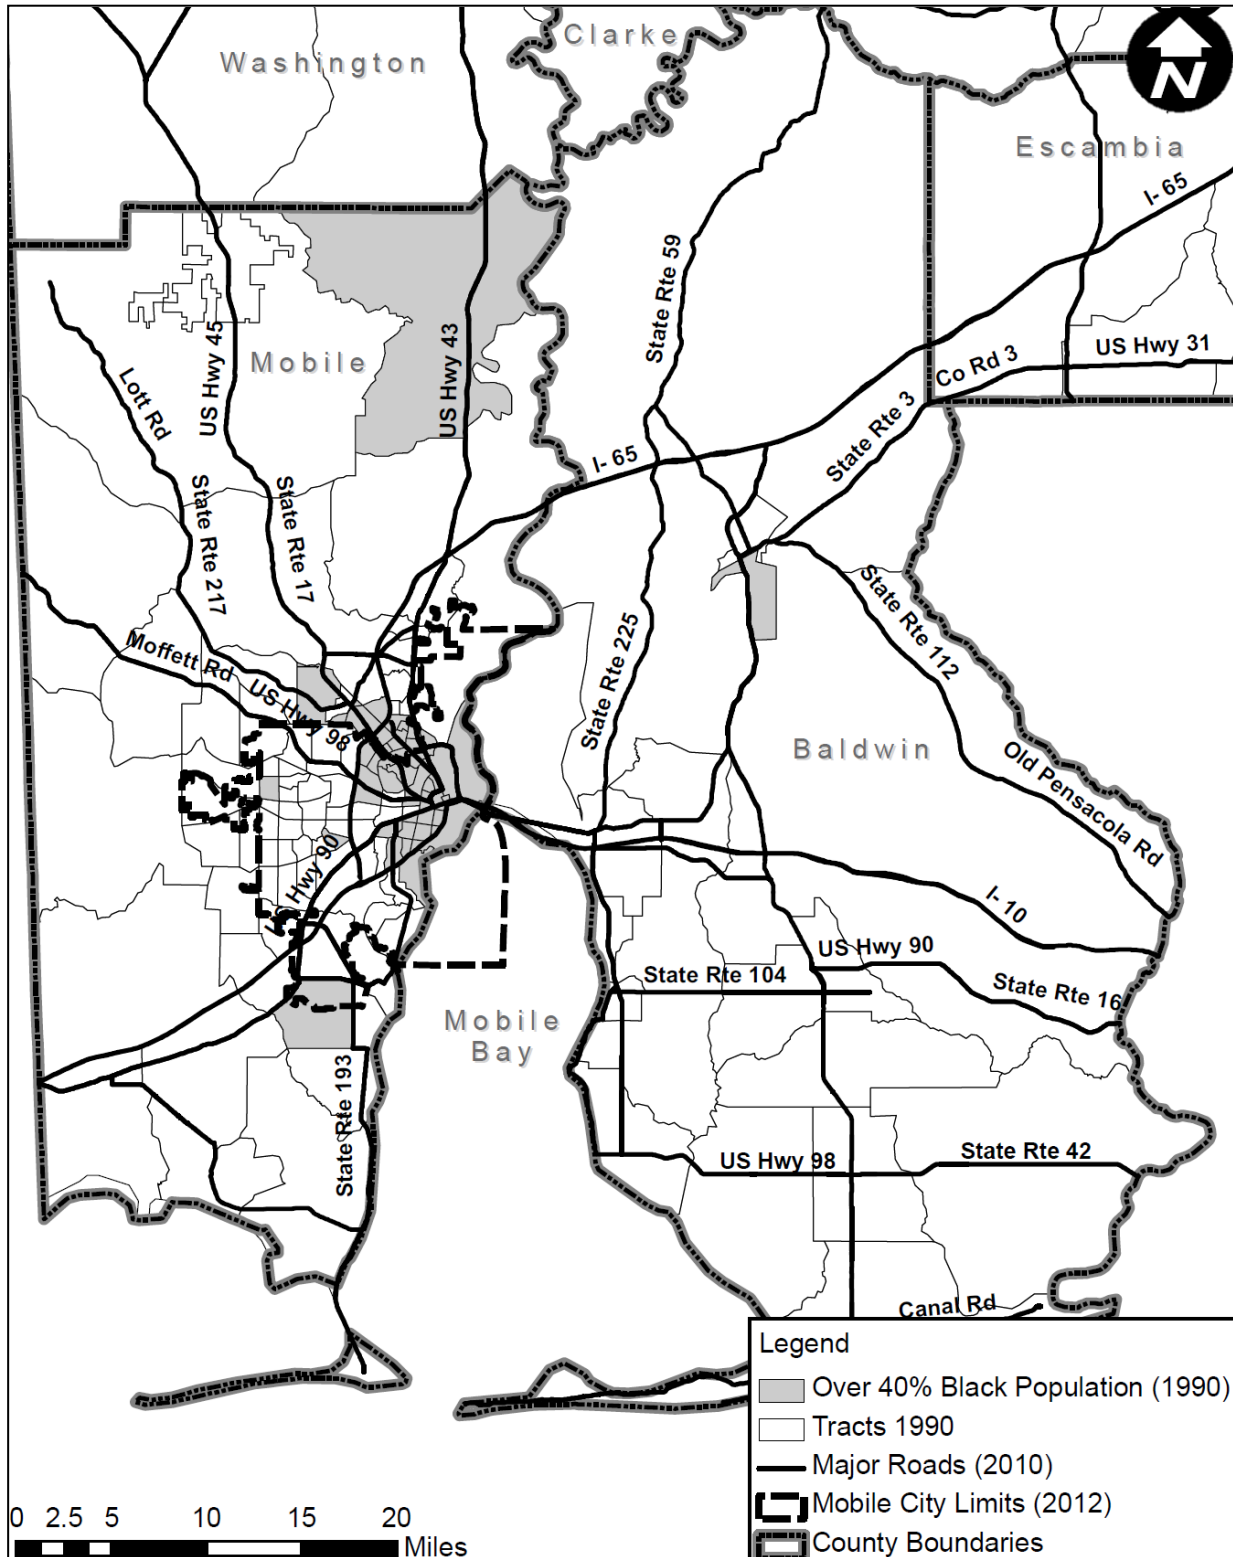 Clarke
Washington
N
Escambia
I- 65
State Rte 59
US Hwy 45
Mobile
US Hwy 43
Lott Rd
US Hwy 31
Co Rd 3
State Rte 3
I- 65
State Rte 217
State Rte 17
State Rte 112
State Rte 225
Moffett Rd
US Hwy 98
Baldwin
Old Pensacola Rd
US Hwy 90
I- 10
US Hwy 90
State Rte 104
State Rte 16
Mobile
Bay
State Rte 193
US Hwy 98
State Rte 42
Canal Rd
Legend
Over 40% Black Population (1990)
Tracts 1990
Major Roads (2010)
Mobile City Limits (2012)
County Boundaries
0 2.5 5 10 15 20
Miles